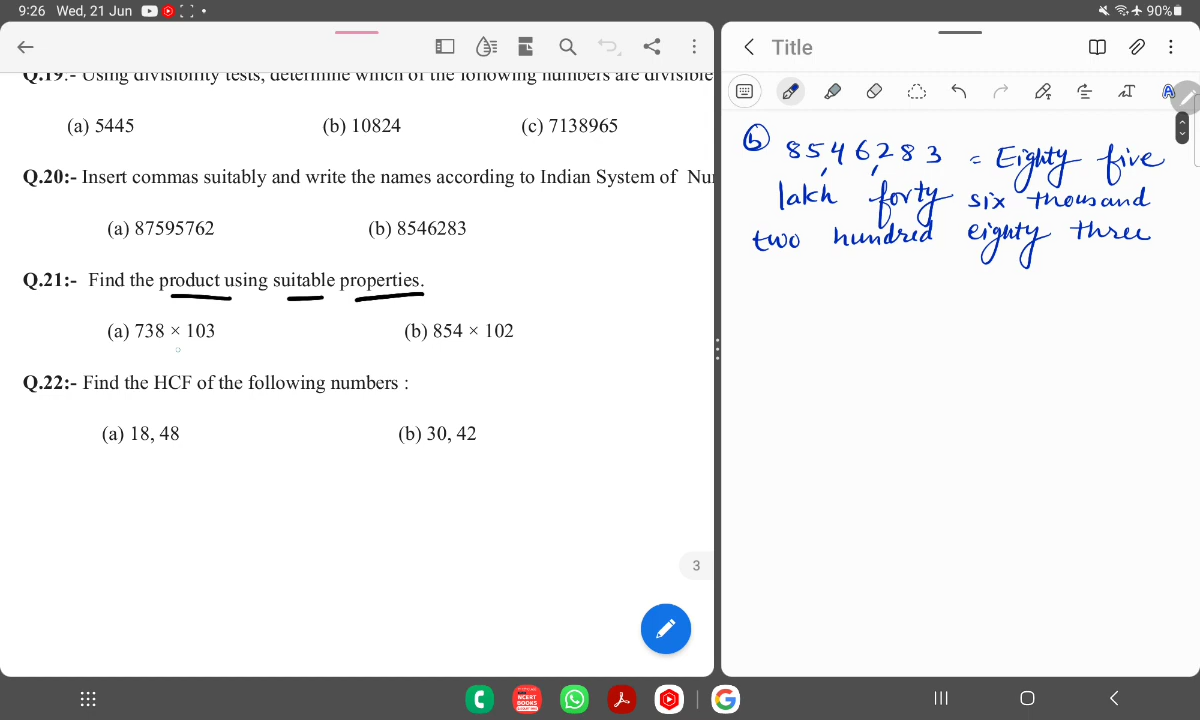 9:26 Wed, 21 Jun
90%
Q.19:- Using divisibility tests, determine which of the following numbers are divisible
(a) 5445 (b) 10824 (c) 7138965
Q.20:- Insert commas suitably and write the names according to Indian System of Nu
(a) 87595762 (b) 8546283
Q.21:- Find the product using suitable properties.
(a) 738 × 103 (b) 854 × 102
Q.22:- Find the HCF of the following numbers :
(a) 18, 48 (b) 30, 42
3
Title
(b) 85,46,283 = Eighty five
lakh forty six thousand
two hundred eighty three
NCERT
BOOKS